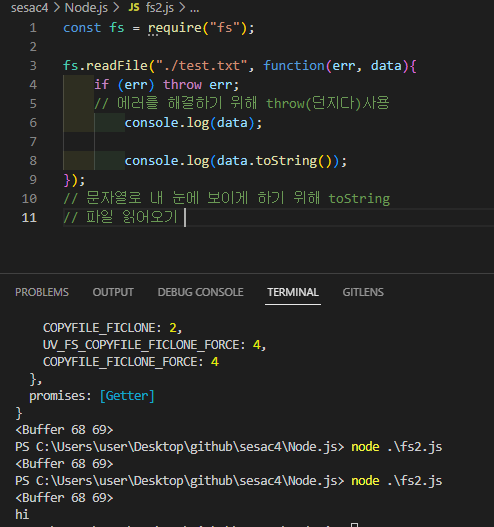 sesac4 > Node.js > JS fs2.js > ...
1 const fs = require("fs");
2
3 fs.readFile("./test.txt", function(err, data){
4 if (err) throw err;
5 // 에러를 해결하기 위해 throw(던지다)사용
6 console.log(data);
7
8 console.log(data.toString());
9 });
10 // 문자열로 내 눈에 보이게 하기 위해 toString
11 // 파일 읽어오기
PROBLEMS OUTPUT DEBUG CONSOLE TERMINAL GITLENS
COPYFILE_FICLONE: 2,
UV_FS_COPYFILE_FICLONE_FORCE: 4,
COPYFILE_FICLONE_FORCE: 4
},
promises: [Getter]
}
<Buffer 68 69>
PS C:\Users\user\Desktop\github\sesac4\Node.js> node .\fs2.js
<Buffer 68 69>
PS C:\Users\user\Desktop\github\sesac4\Node.js> node .\fs2.js
<Buffer 68 69>
hi